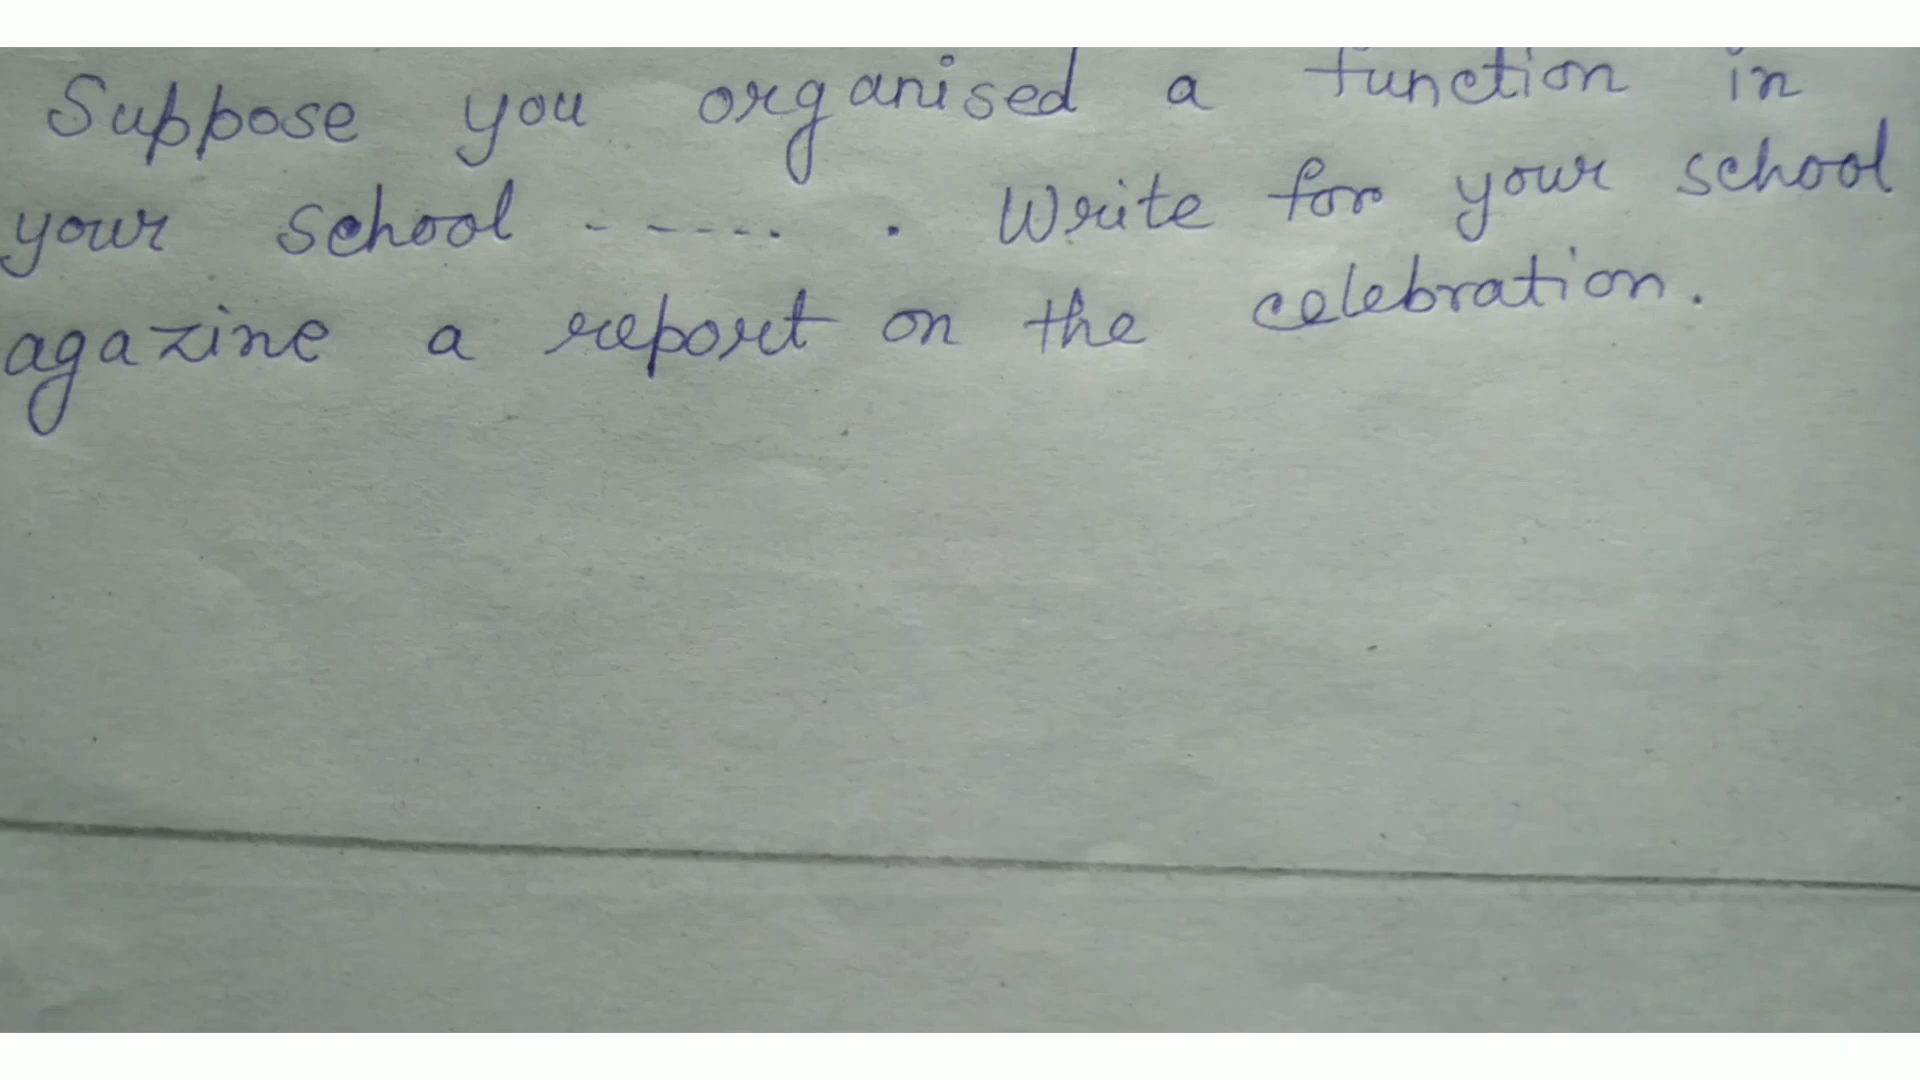 Suppose you organised a function in
your school - - - - - - . Write for your school
agazine a report on the celebration.